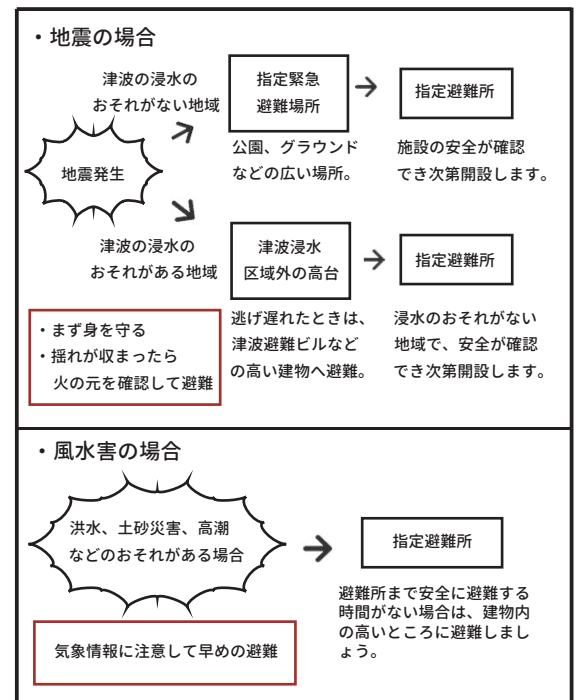 ・地震の場合
津波の浸水の
おそれがない地域
指定緊急
避難場所
→
指定避難所
公園、グラウンド
などの広い場所。
施設の安全が確認
でき次第開設します。
地震発生
津波の浸水の
おそれがある地域
津波浸水
区域外の高台
→
指定避難所
逃げ遅れたときは、
津波避難ビルなど
の高い建物へ避難。
浸水のおそれがない
地域で、安全が確認
でき次第開設します。
・まず身を守る
・揺れが収まったら
火の元を確認して避難
・風水害の場合
洪水、土砂災害、高潮
などのおそれがある場合
→
指定避難所
避難所まで安全に避難する
時間がない場合は、建物内
の高いところに避難しまし
ょう。
気象情報に注意して早めの避難